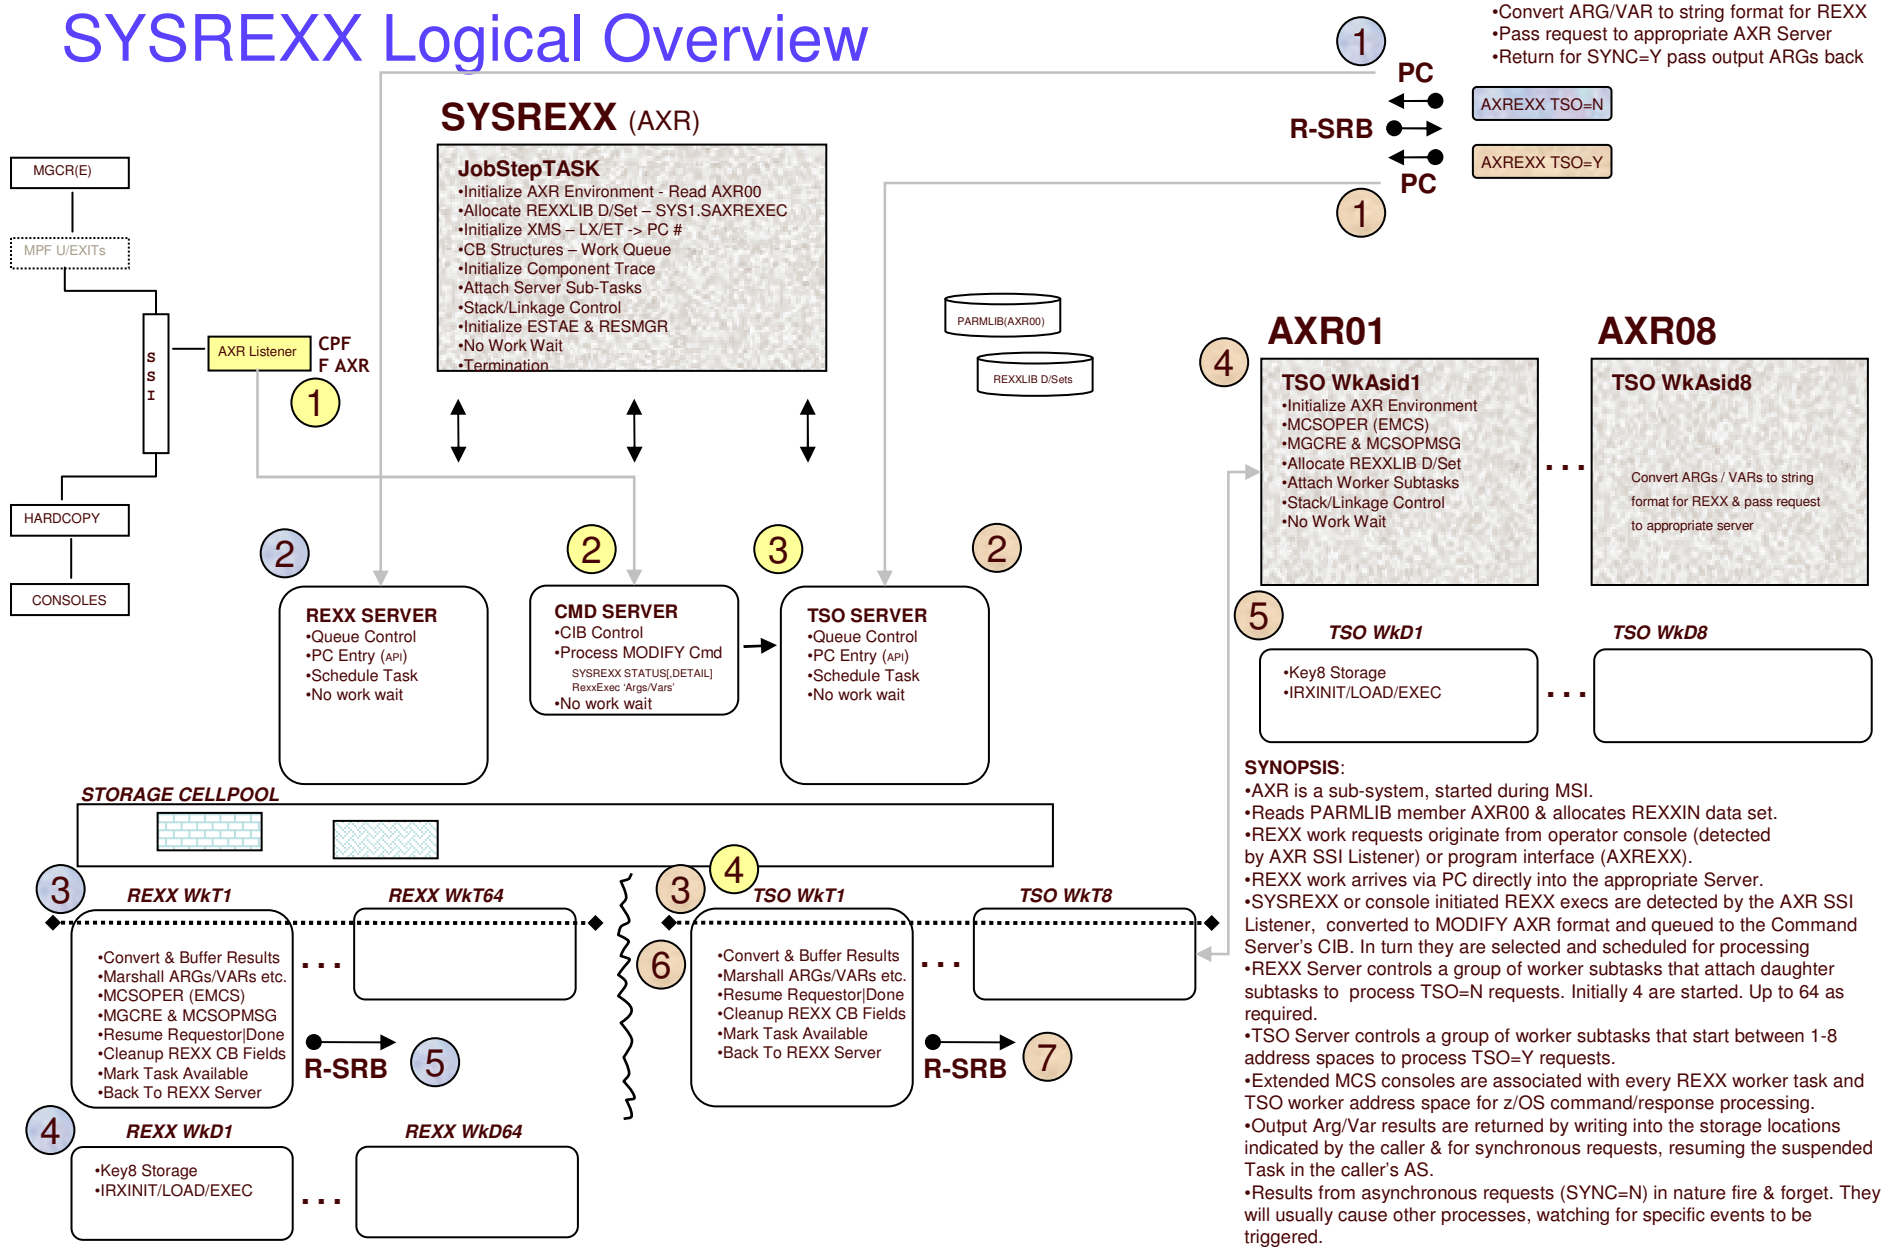 SYSREXX Logical Overview
•Convert ARG/VAR to string format for REXX
•Pass request to appropriate AXR Server
•Return for SYNC=Y pass output ARGs back
1
PC
AXREXX TSO=N
R-SRB
AXREXX TSO=Y
PC
1
SYSREXX (AXR)
JobStepTASK
•Initialize AXR Environment - Read AXR00
•Allocate REXXLIB D/Set – SYS1.SAXREXEC
•Initialize XMS – LX/ET -> PC #
•CB Structures – Work Queue
•Initialize Component Trace
•Attach Server Sub-Tasks
•Stack/Linkage Control
•Initialize ESTAE & RESMGR
•No Work Wait
•Termination
MGCR(E)
MPF U/EXITs
S
S
I
AXR Listener
CPF
F AXR
1
HARDCOPY
CONSOLES
PARMLIB(AXR00)
REXXLIB D/Sets
AXR01
AXR08
4
TSO WkAsid1
•Initialize AXR Environment
•MCSOPER (EMCS)
•MGCRE & MCSOPMSG
•Allocate REXXLIB D/Set
•Attach Worker Subtasks
•Stack/Linkage Control
•No Work Wait
...
TSO WkAsid8
Convert ARGs / VARs to string
format for REXX & pass request
to appropriate server
2
2
3
2
REXX SERVER
•Queue Control
•PC Entry (API)
•Schedule Task
•No work wait
CMD SERVER
•CIB Control
•Process MODIFY Cmd
SYSREXX STATUS[,DETAIL]
RexxExec ‘Args/Vars’
•No work wait
TSO SERVER
•Queue Control
•PC Entry (API)
•Schedule Task
•No work wait
5
TSO WkD1
TSO WkD8
•Key8 Storage
•IRXINIT/LOAD/EXEC
...
STORAGE CELLPOOL
3
REXX WkT1
REXX WkT64
•Convert & Buffer Results
•Marshall ARGs/VARs etc.
•MCSOPER (EMCS)
•MGCRE & MCSOPMSG
•Resume Requestor|Done
•Cleanup REXX CB Fields
•Mark Task Available
•Back To REXX Server
...
R-SRB
5
3
4
TSO WkT1
TSO WkT8
6
•Convert & Buffer Results
•Marshall ARGs/VARs etc.
•Resume Requestor|Done
•Cleanup REXX CB Fields
•Mark Task Available
•Back To REXX Server
...
R-SRB
7
4
REXX WkD1
REXX WkD64
•Key8 Storage
•IRXINIT/LOAD/EXEC
...
SYNOPSIS:
•AXR is a sub-system, started during MSI.
•Reads PARMLIB member AXR00 & allocates REXXIN data set.
•REXX work requests originate from operator console (detected
by AXR SSI Listener) or program interface (AXREXX).
•REXX work arrives via PC directly into the appropriate Server.
•SYSREXX or console initiated REXX execs are detected by the AXR SSI
Listener, converted to MODIFY AXR format and queued to the Command
Server’s CIB. In turn they are selected and scheduled for processing
•REXX Server controls a group of worker subtasks that attach daughter
subtasks to process TSO=N requests. Initially 4 are started. Up to 64 as
required.
•TSO Server controls a group of worker subtasks that start between 1-8
address spaces to process TSO=Y requests.
•Extended MCS consoles are associated with every REXX worker task and
TSO worker address space for z/OS command/response processing.
•Output Arg/Var results are returned by writing into the storage locations
indicated by the caller & for synchronous requests, resuming the suspended
Task in the caller’s AS.
•Results from asynchronous requests (SYNC=N) in nature fire & forget. They
will usually cause other processes, watching for specific events to be
triggered.